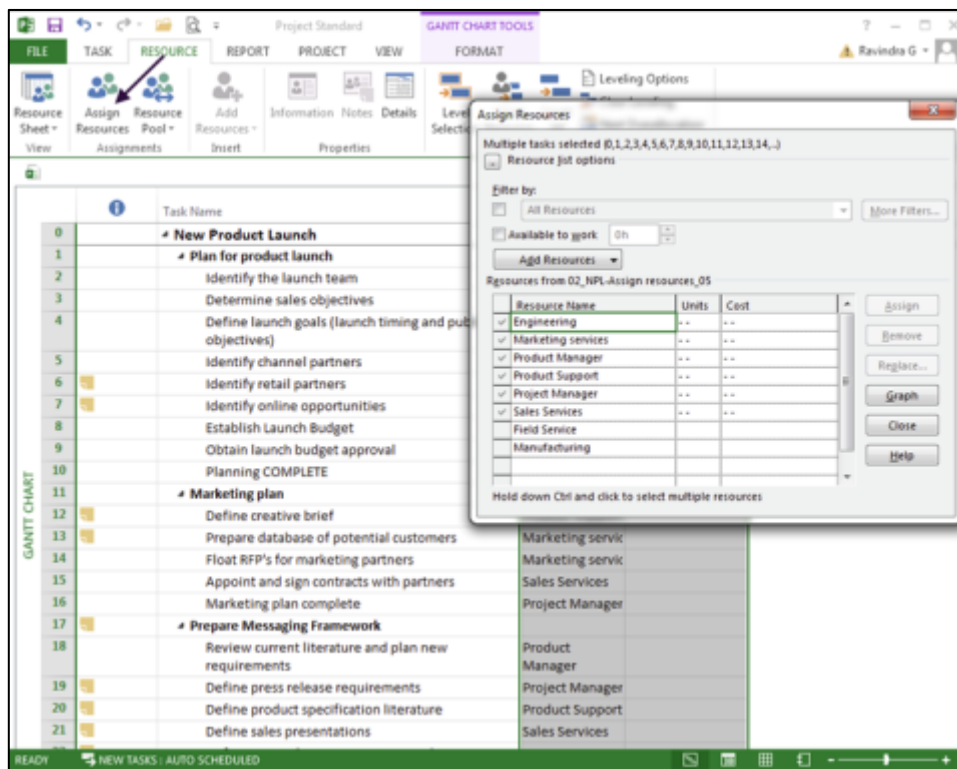 Project Standard
GANTT CHART TOOLS
FILE TASK RESOURCE REPORT PROJECT VIEW FORMAT
Ravindra G
Resource Sheet
Assign Resources
Resource Pool
Add Resources
Information Notes Details
Level
Leveling Options
View Assignments Insert Properties
Assign Resources
Multiple tasks selected (0,1,2,3,4,5,6,7,8,9,10,11,12,13,14,..)
Resource list options
Filter by:
All Resources
More Filters...
Available to work 0h
Add Resources
Resources from 02_NPL-Assign resources_05
Resource Name Units Cost
Engineering - - - -
Marketing services - - - -
Product Manager - - - -
Product Support - - - -
Project Manager - - - -
Sales Services - - - -
Field Service
Manufacturing
Assign
Remove
Replace...
Graph
Close
Help
Hold down Ctrl and click to select multiple resources
Task Name
0 New Product Launch
1 Plan for product launch
2 Identify the launch team
3 Determine sales objectives
4 Define launch goals (launch timing and pub
objectives)
5 Identify channel partners
6 Identify retail partners
7 Identify online opportunities
8 Establish Launch Budget
9 Obtain launch budget approval
10 Planning COMPLETE
11 Marketing plan
12 Define creative brief
13 Prepare database of potential customers Marketing servic
14 Float RFP's for marketing partners Marketing servic
15 Appoint and sign contracts with partners Sales Services
16 Marketing plan complete Project Manager
17 Prepare Messaging Framework
18 Review current literature and plan new Product
requirements Manager
19 Define press release requirements Project Manager
20 Define product specification literature Product Support
21 Define sales presentations Sales Services
GANTT CHART
READY NEW TASKS : AUTO SCHEDULED